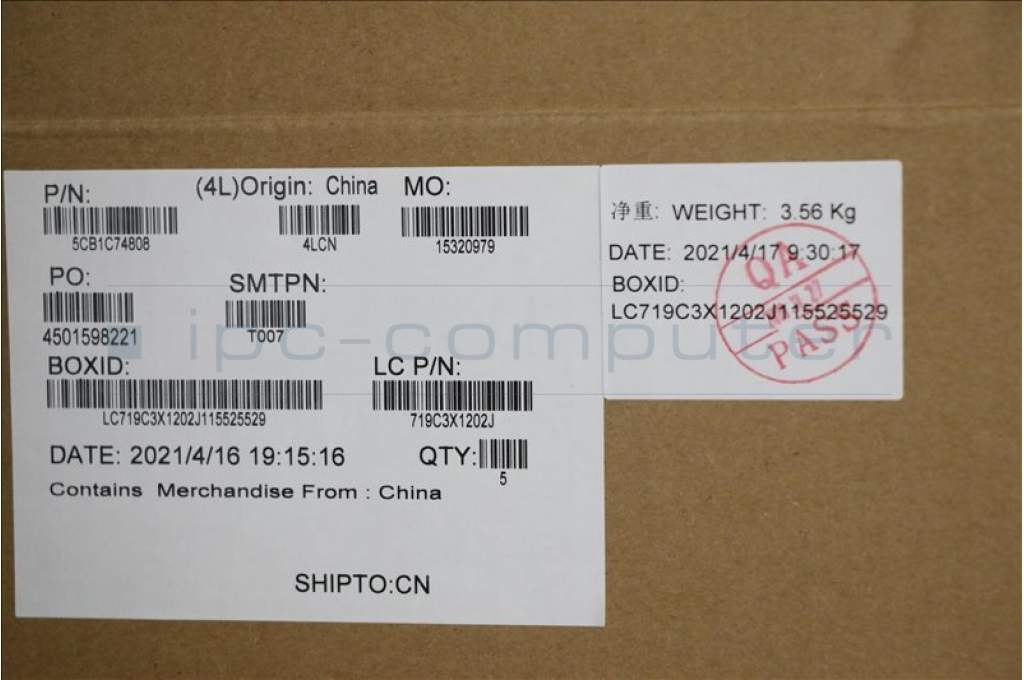 P/N: (4L)Origin: China MO:
5CB1C74808 4LCN 15320979
PO: SMTPN:
4501598221 T007
BOXID: LC P/N:
LC719C3X1202J115525529 719C3X1202J
DATE: 2021/4/16 19:15:16 QTY:
5
Contains Merchandise From : China
SHIPTO:CN
净重: WEIGHT: 3.56 Kg
DATE: 2021/4/17 9:30:17
BOXID:
LC719C3X1202J115525529
QA
PASS
ipc-computer